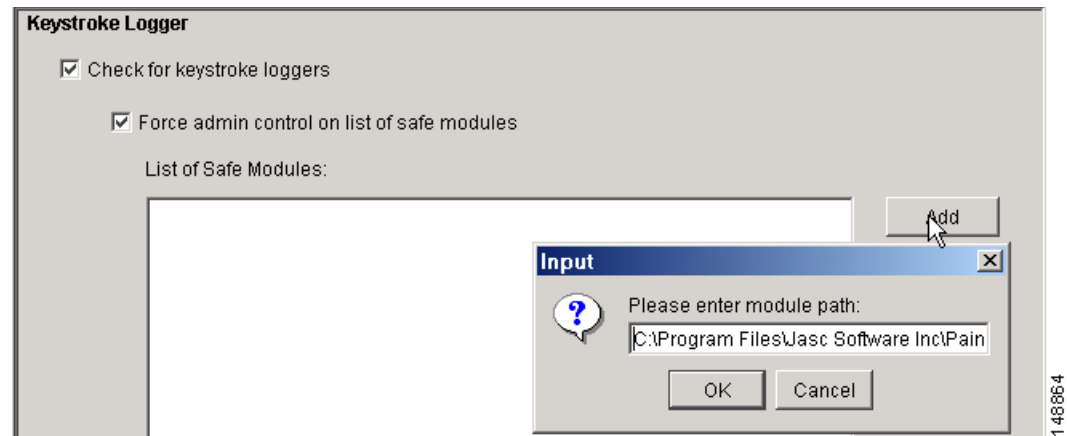 Keystroke Logger
Check for keystroke loggers
Force admin control on list of safe modules
List of Safe Modules:
Add
Input
Please enter module path:
C:\Program Files\Jasc Software Inc\Pain
OK
Cancel
148864